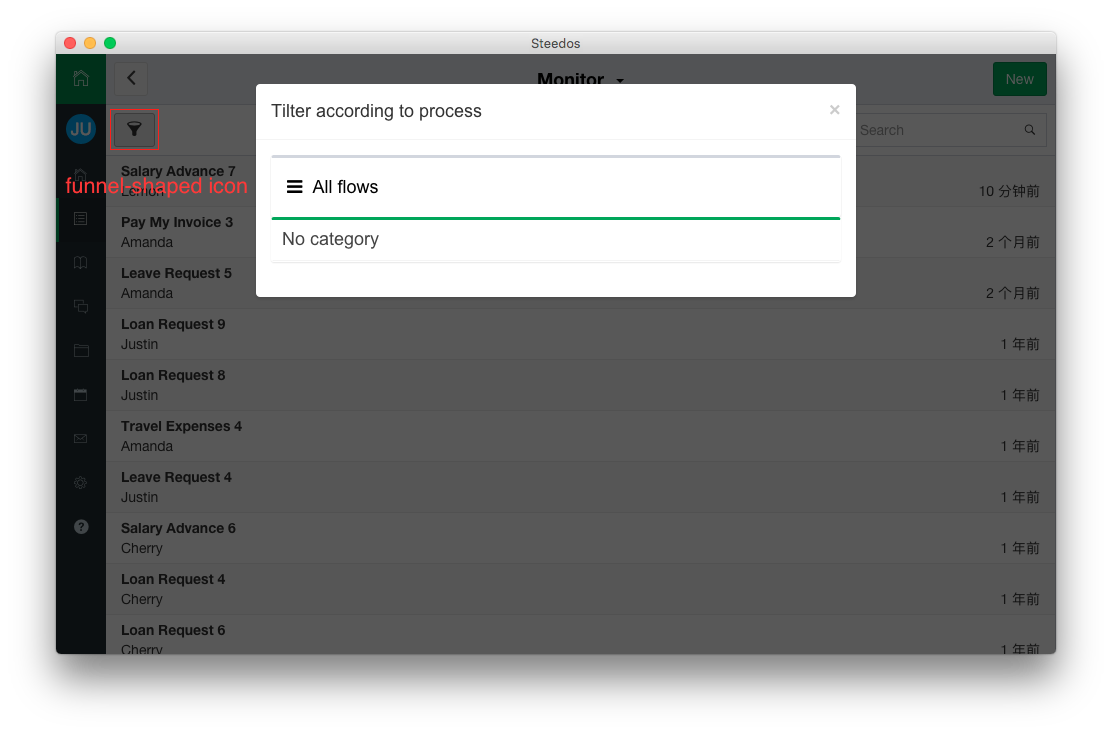 Steedos
Monitor
New
Tilter according to process
×
JU
Search
All flows
No category
Salary Advance 7
Lemon
10 分钟前
funnel-shaped icon
Pay My Invoice 3
Amanda
2 个月前
Leave Request 5
Amanda
2 个月前
Loan Request 9
Justin
1 年前
Loan Request 8
Justin
1 年前
Travel Expenses 4
Amanda
1 年前
Leave Request 4
Justin
1 年前
Salary Advance 6
Cherry
1 年前
Loan Request 4
Cherry
1 年前
Loan Request 6
Cherry
1 年前